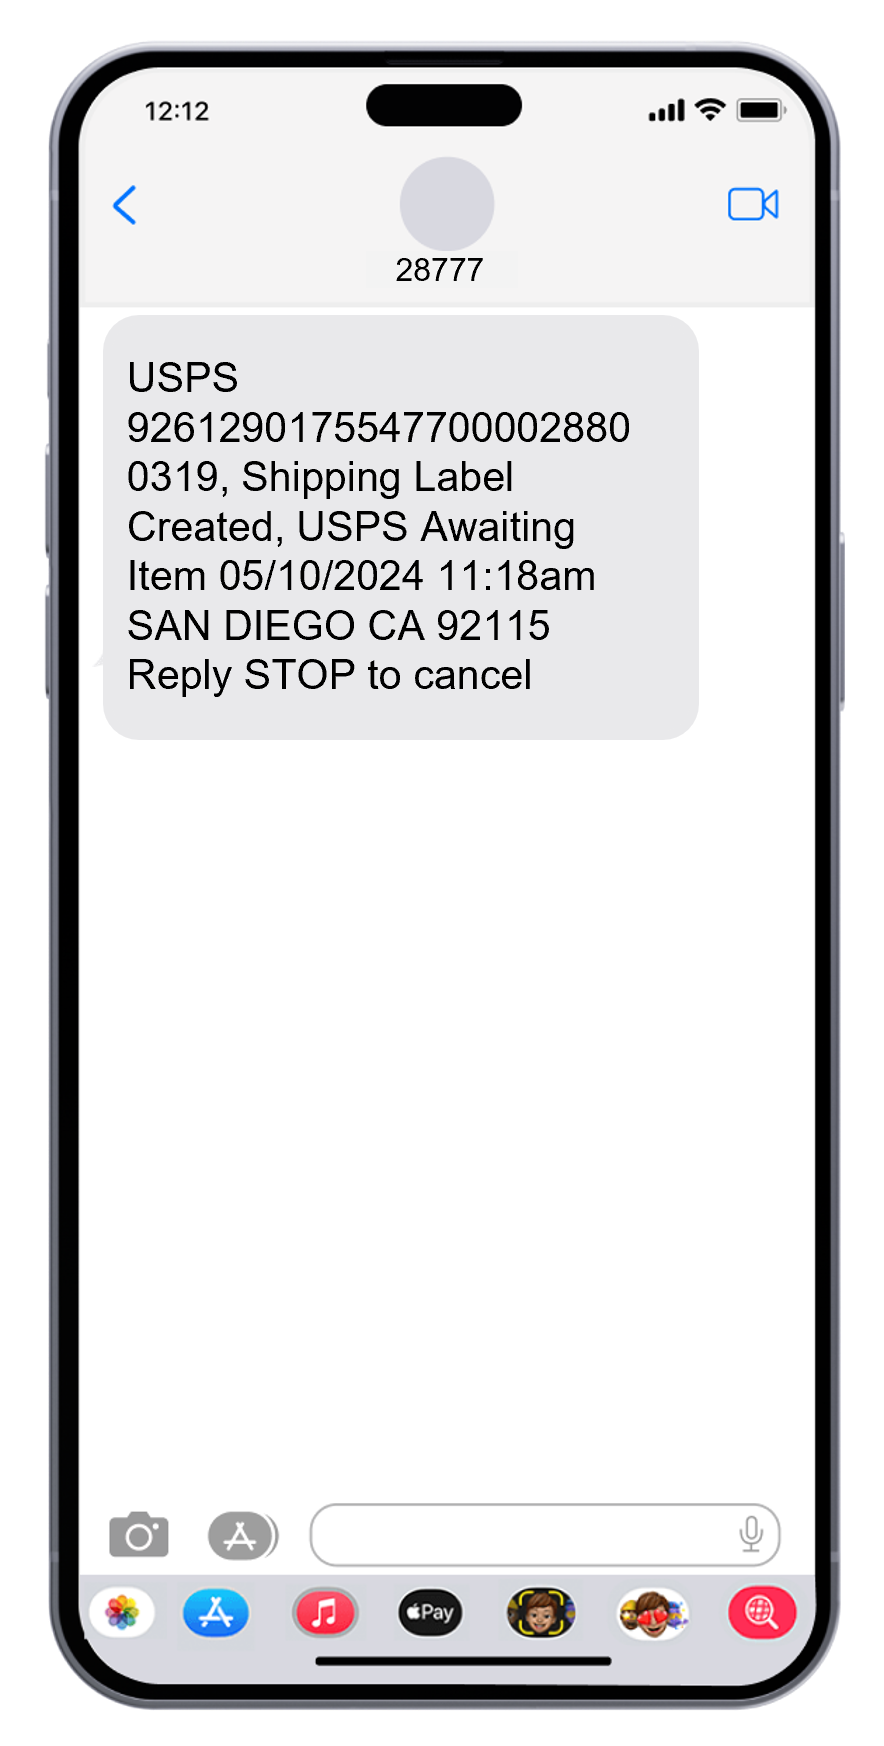 12:12
28777
USPS
9261290175547700002880
0319, Shipping Label
Created, USPS Awaiting
Item 05/10/2024 11:18am
SAN DIEGO CA 92115
Reply STOP to cancel
Pay